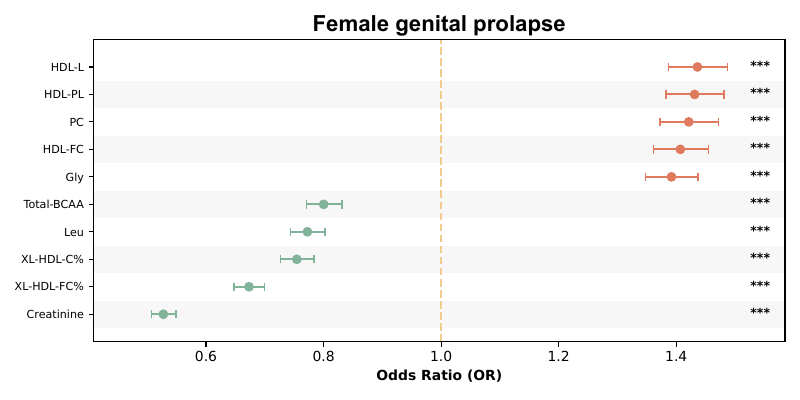 Female genital prolapse
HDL-L ***
HDL-PL ***
PC ***
HDL-FC ***
Gly ***
Total-BCAA ***
Leu ***
XL-HDL-C% ***
XL-HDL-FC% ***
Creatinine ***
0.6 0.8 1.0 1.2 1.4
Odds Ratio (OR)